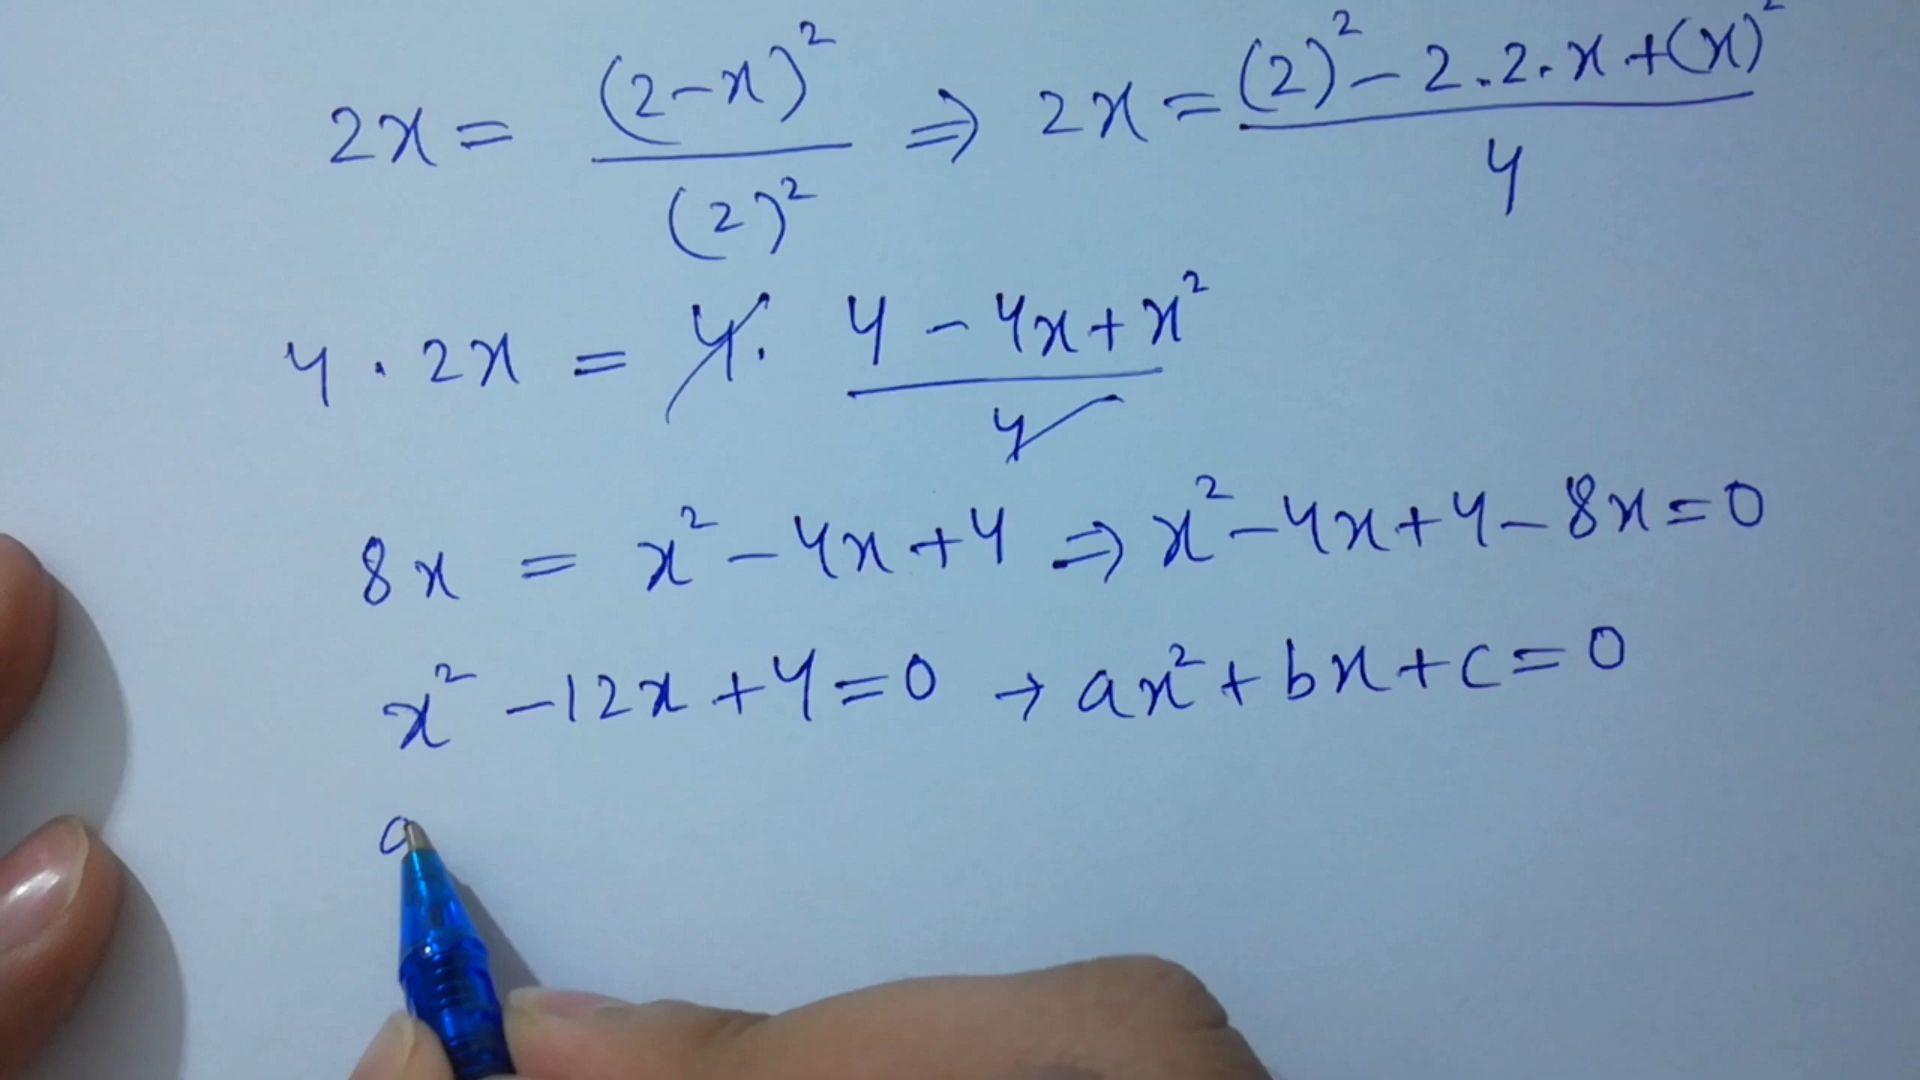 2x = (2-x)² / (2)² ⇒ 2x = (2)² - 2.2.x + (x)² / 4
4 . 2x = 4 . 4 - 4x + x² / 4
8x = x² - 4x + 4 ⇒ x² - 4x + 4 - 8x = 0
x² - 12x + 4 = 0 → ax² + bx + c = 0
a